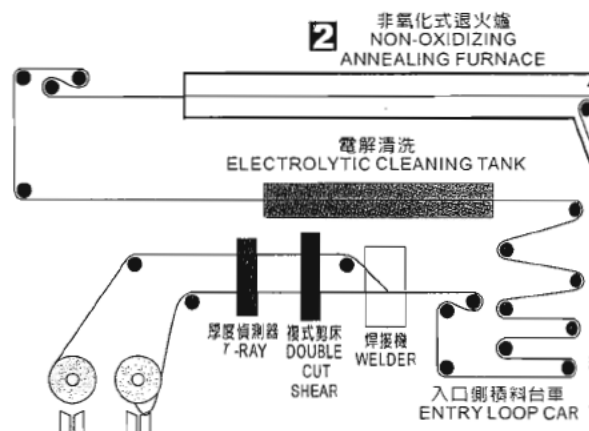 2
非氧化式退火爐
NON-OXIDIZING
ANNEALING FURNACE
電解清洗
ELECTROLYTIC CLEANING TANK
厚度偵測器
γ-RAY
複式剪床
DOUBLE
CUT
SHEAR
焊接機
WELDER
入口側積料台車
ENTRY LOOP CAR